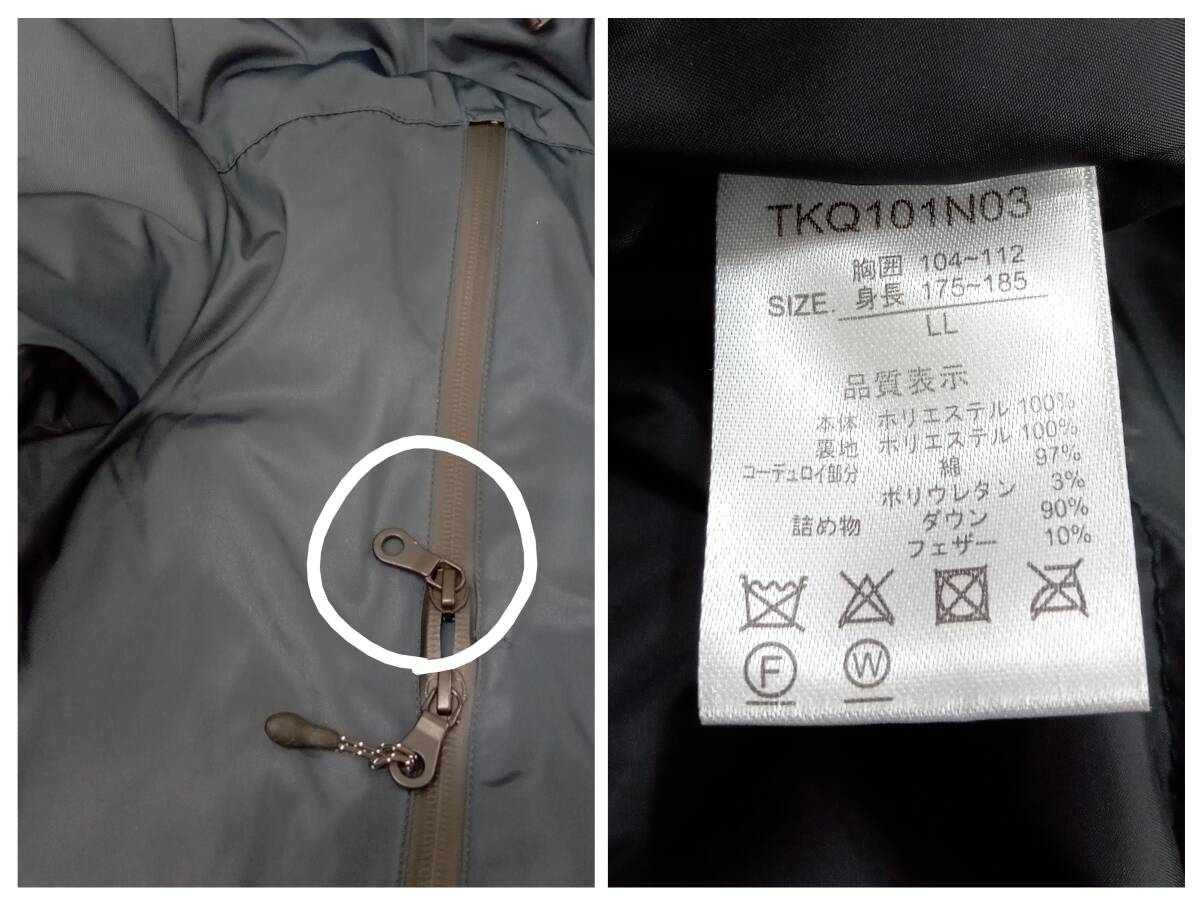 TKQ101N03
胸囲 104~112
SIZE. 身長 175~185
LL
品質表示
本体 ポリエステル 100%
裏地 ポリエステル 100%
コーデュロイ部分 綿 97%
ポリウレタン 3%
詰め物 ダウン 90%
フェザー 10%
F W